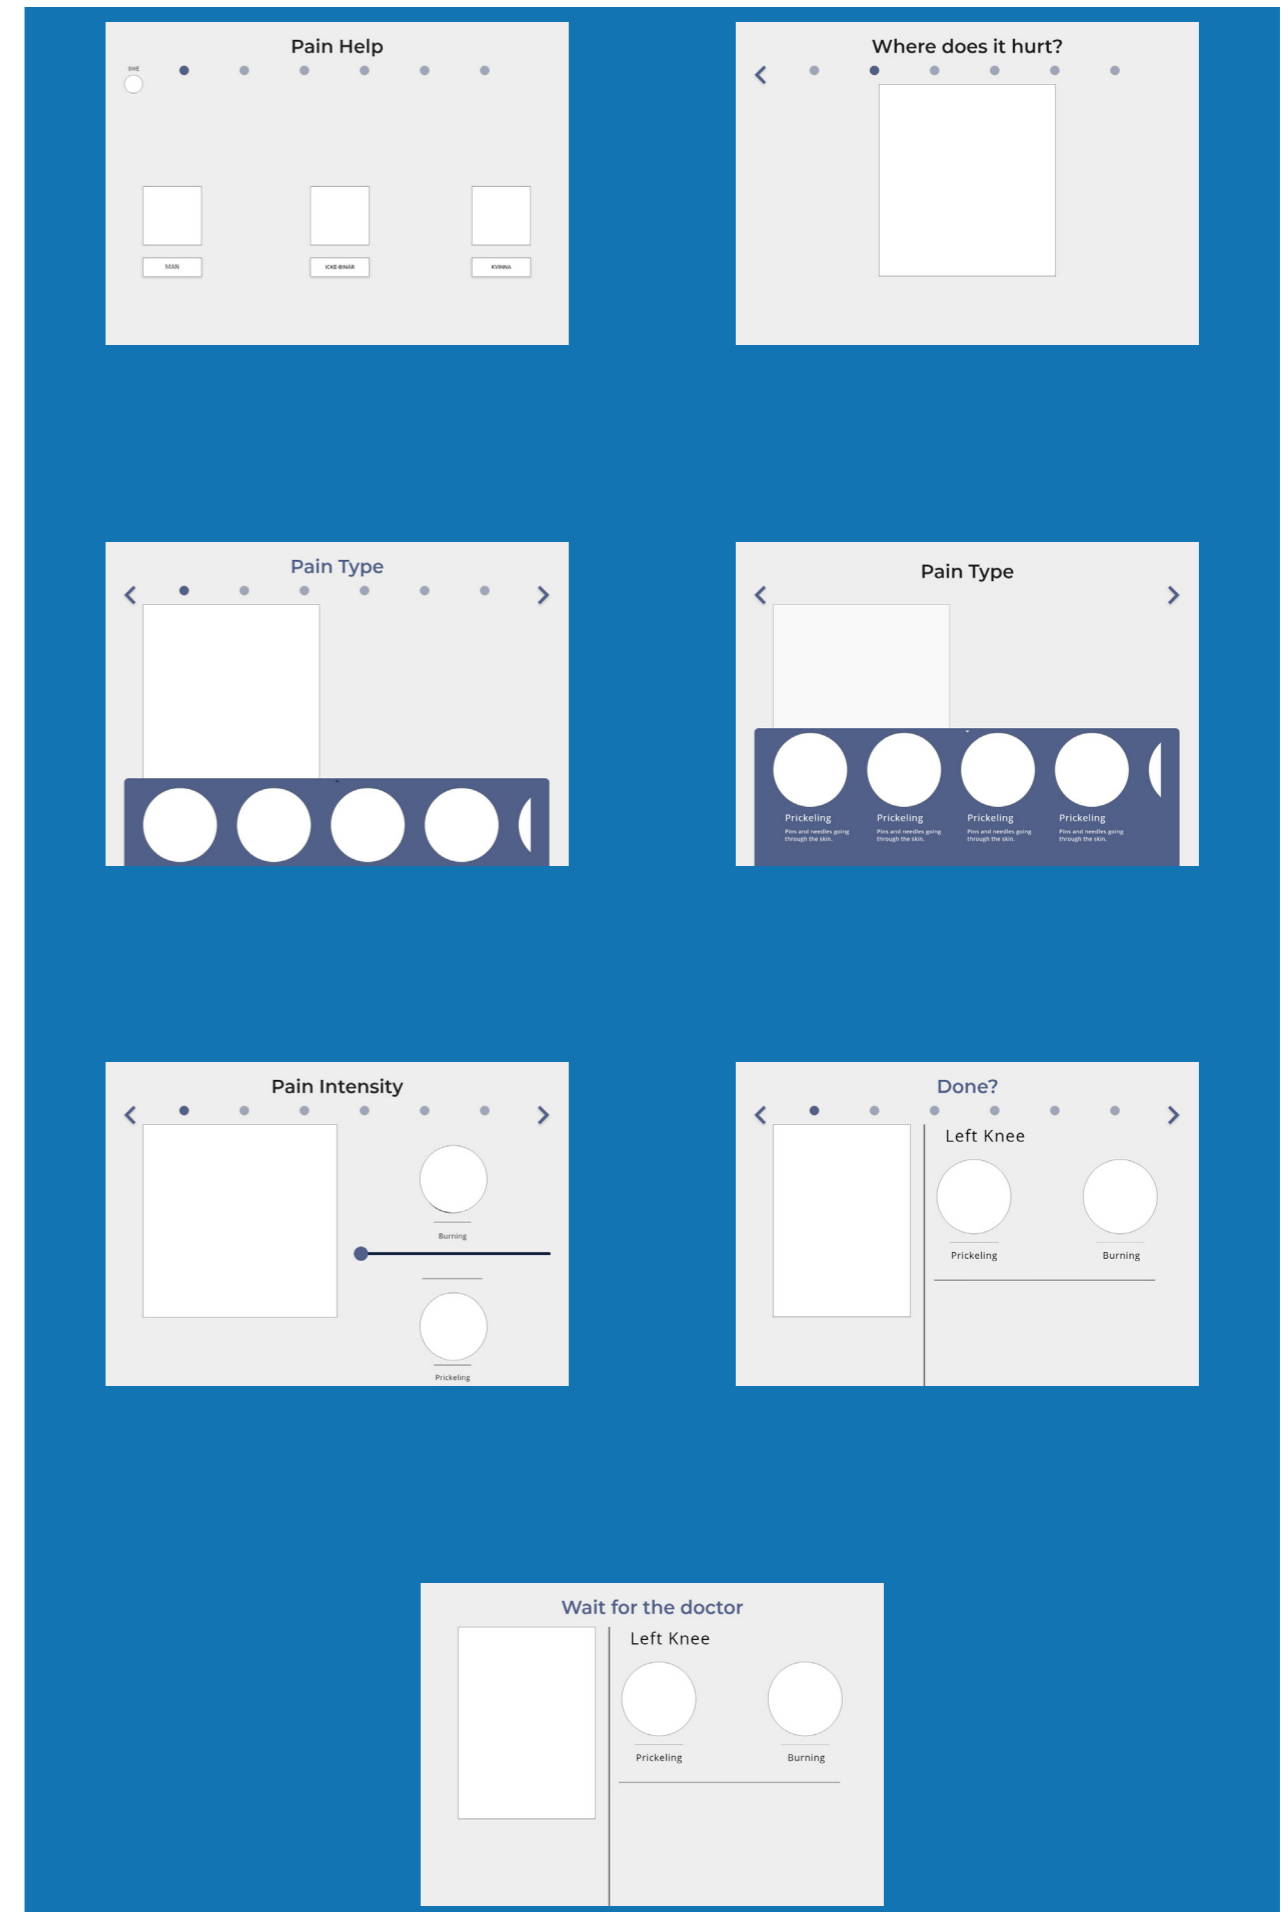 Pain Help
SWE
MAN
ICKE-BINÄR
KVINNA
Where does it hurt?
Pain Type
Pain Type
Prickeling
Prickeling
Prickeling
Prickeling
Pins and needles going
through the skin.
Pins and needles going
through the skin.
Pins and needles going
through the skin.
Pins and needles going
through the skin.
Pain Intensity
Burning
Prickeling
Done?
Left Knee
Prickeling
Burning
Wait for the doctor
Left Knee
Prickeling
Burning